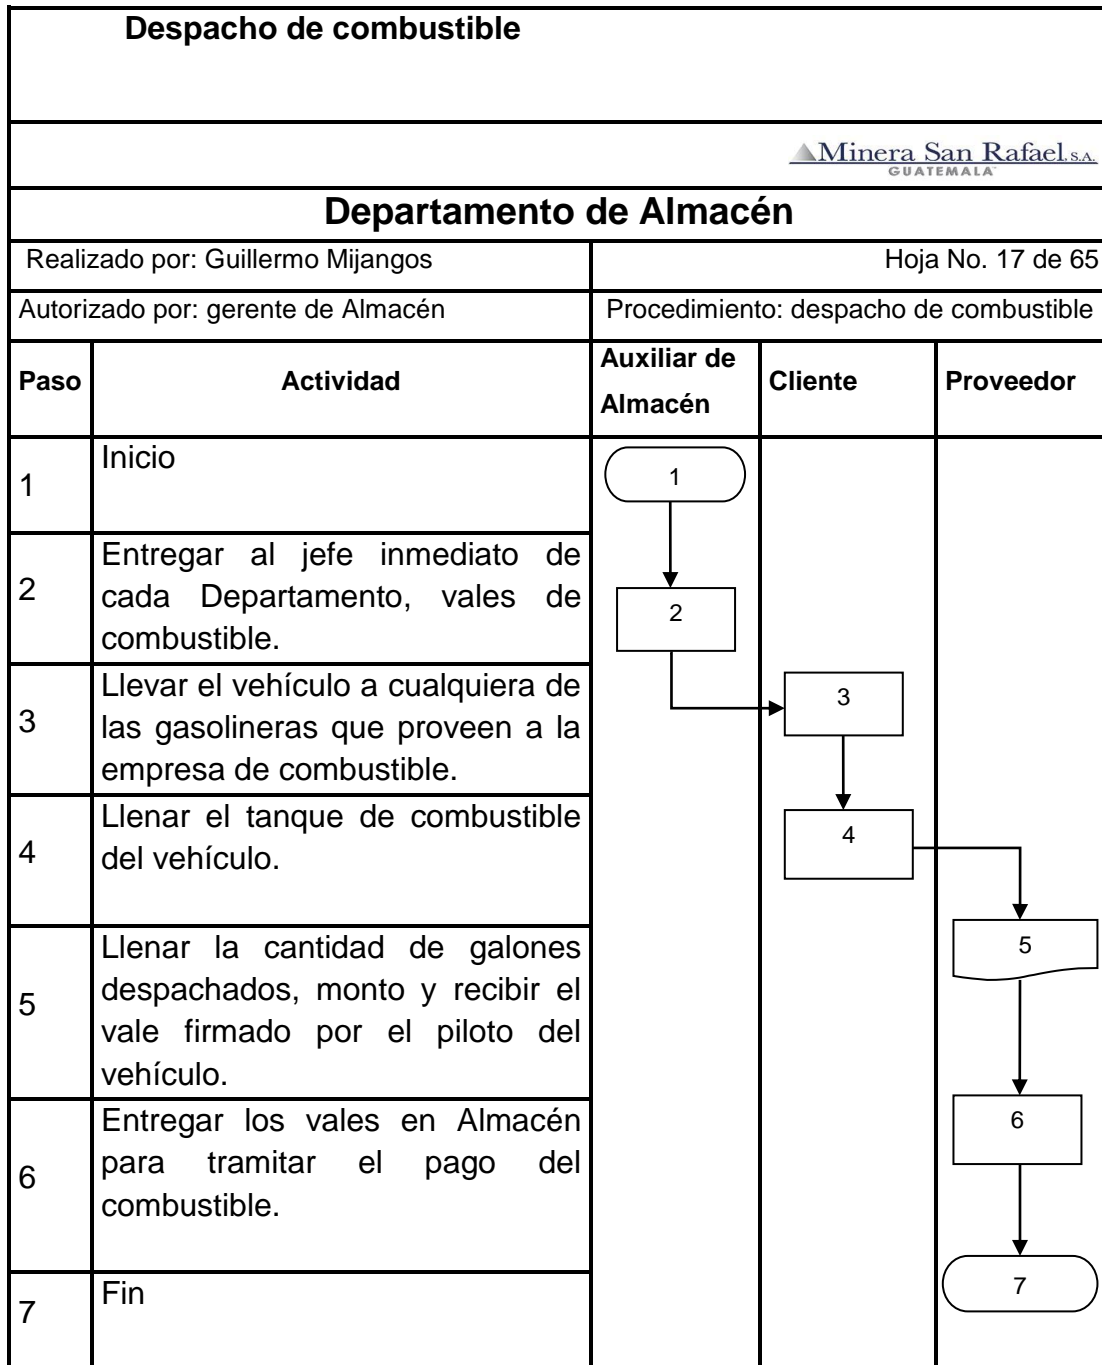 Despacho de combustible
Minera San Rafael, S.A.
GUATEMALA
Departamento de Almacén
Realizado por: Guillermo Mijangos
Hoja No. 17 de 65
Autorizado por: gerente de Almacén
Procedimiento: despacho de combustible
Paso
Actividad
Auxiliar de
Almacén
Cliente
Proveedor
1
Inicio
1
2
Entregar al jefe inmediato de
cada Departamento, vales de
combustible.
2
3
Llevar el vehículo a cualquiera de
las gasolineras que proveen a la
empresa de combustible.
3
4
Llenar el tanque de combustible
del vehículo.
4
5
Llenar la cantidad de galones
despachados, monto y recibir el
vale firmado por el piloto del
vehículo.
5
6
Entregar los vales en Almacén
para tramitar el pago del
combustible.
6
7
Fin
7